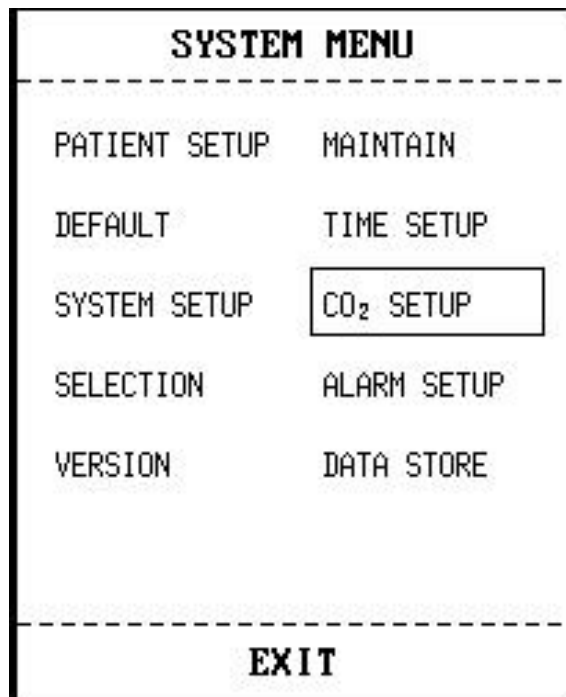 SYSTEM MENU
PATIENT SETUP MAINTAIN
DEFAULT TIME SETUP
SYSTEM SETUP CO₂ SETUP
SELECTION ALARM SETUP
VERSION DATA STORE
EXIT